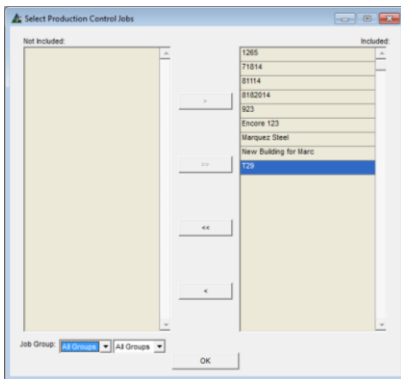 Select Production Control Jobs
Not Included:
Included:
1265
71814
81114
8182014
923
Encore 123
Marquez Steel
New Building for Marc
T29
>
>>
<<
<
Job Group: All Groups All Groups
OK